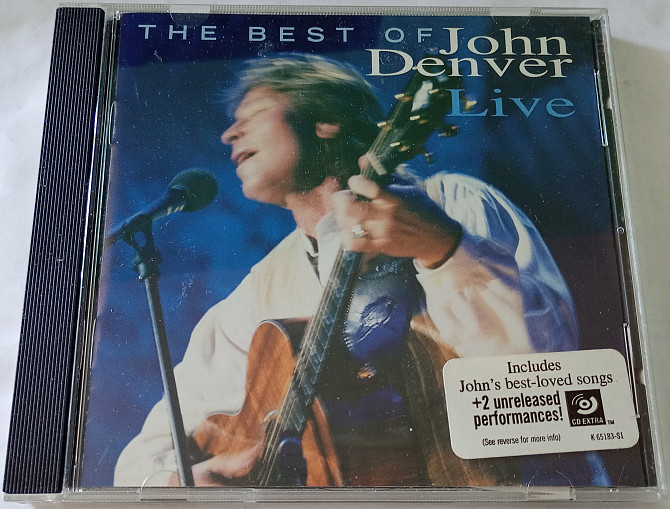 THE BEST OF John
Denver
Live
Includes
John's best-loved songs
+2 unreleased
performances!
CD EXTRA TM
(See reverse for more info) K 65183-S1